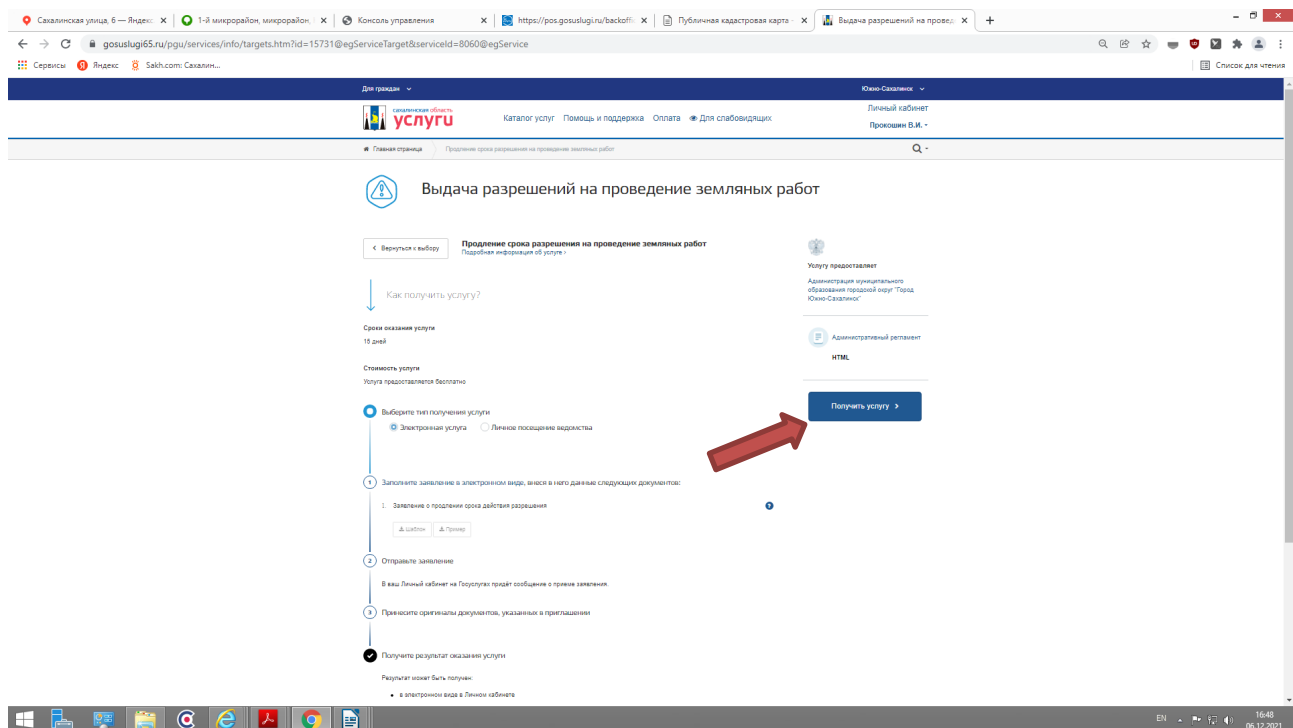 Сахалинская улица, 6 — Яндекс
1-й микрорайон, микрорайон,
Консоль управления
https://pos.gosuslugi.ru/backoffi
Публичная кадастровая карта -
Выдача разрешений на провед
gosuslugi65.ru/pgu/services/info/targets.htm?id=15731@egServiceTarget&serviceId=8060@egService
Сервисы
Яндекс
Sakh.com: Сахалин...
Список для чтения
Для граждан
Южно-Сахалинск
сахалинская область
услуги
Каталог услуг
Помощь и поддержка
Оплата
Для слабовидящих
Личный кабинет
Прокошин В.И.
Главная страница
Продление срока разрешения на проведение земляных работ
Выдача разрешений на проведение земляных работ
Вернуться к выбору
Продление срока разрешения на проведение земляных работ
Подробная информация об услуге ›
Как получить услугу?
Сроки оказания услуги
15 дней
Стоимость услуги
Услуга предоставляется бесплатно
Выберите тип получения услуги
Электронная услуга
Личное посещение ведомства
1 Заполните заявление в электронном виде, внеся в него данные следующих документов:
1. Заявление о продлении срока действия разрешения
?
Шаблон
Пример
2 Отправьте заявление
В ваш Личный кабинет на Госуслугах придёт сообщение о приеме заявления.
3 Принесите оригиналы документов, указанных в приглашении
Получите результат оказания услуги
Результат может быть получен:
• в электронном виде в Личном кабинете
Услугу предоставляет
Администрация муниципального
образования городской округ "Город
Южно-Сахалинск"
Административный регламент
HTML
Получить услугу
EN
16:48
06.12.2021